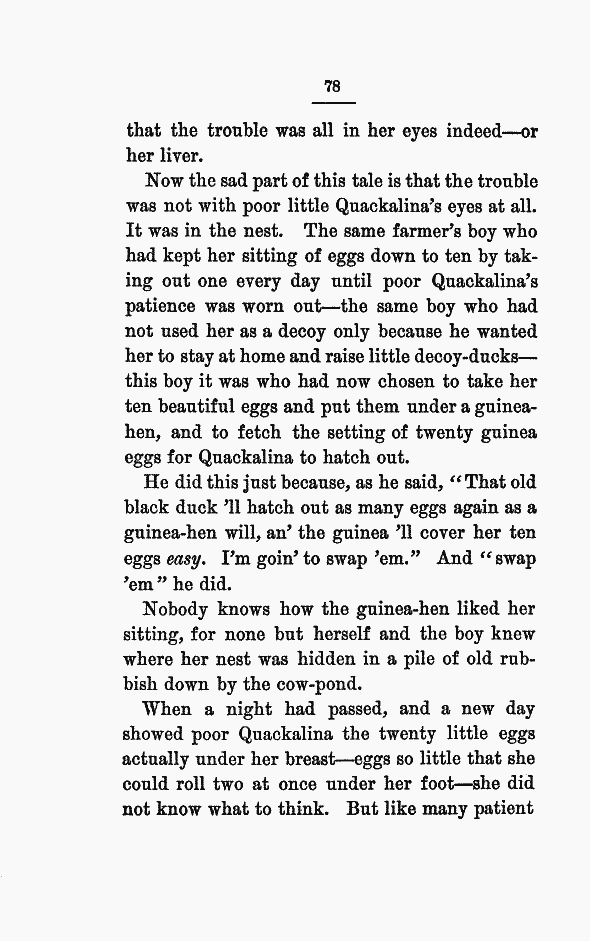 78
that the trouble was all in her eyes indeed—or
her liver.
Now the sad part of this tale is that the trouble
was not with poor little Quackalina's eyes at all.
It was in the nest. The same farmer's boy who
had kept her sitting of eggs down to ten by tak-
ing out one every day until poor Quackalina's
patience was worn out—the same boy who had
not used her as a decoy only because he wanted
her to stay at home and raise little decoy-ducks—
this boy it was who had now chosen to take her
ten beautiful eggs and put them under a guinea-
hen, and to fetch the setting of twenty guinea
eggs for Quackalina to hatch out.
He did this just because, as he said, “That old
black duck ’ll hatch out as many eggs again as a
guinea-hen will, an’ the guinea ’ll cover her ten
eggs easy. I’m goin’ to swap ’em.” And “swap
’em” he did.
Nobody knows how the guinea-hen liked her
sitting, for none but herself and the boy knew
where her nest was hidden in a pile of old rub-
bish down by the cow-pond.
When a night had passed, and a new day
showed poor Quackalina the twenty little eggs
actually under her breast—eggs so little that she
could roll two at once under her foot—she did
not know what to think. But like many patient